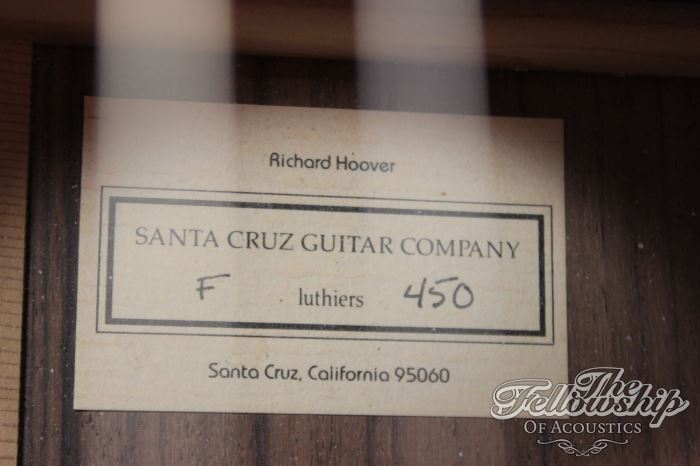 Richard Hoover
SANTA CRUZ GUITAR COMPANY
F luthiers 450
Santa Cruz, California 95060
The
Fellowship
OF ACOUSTICS